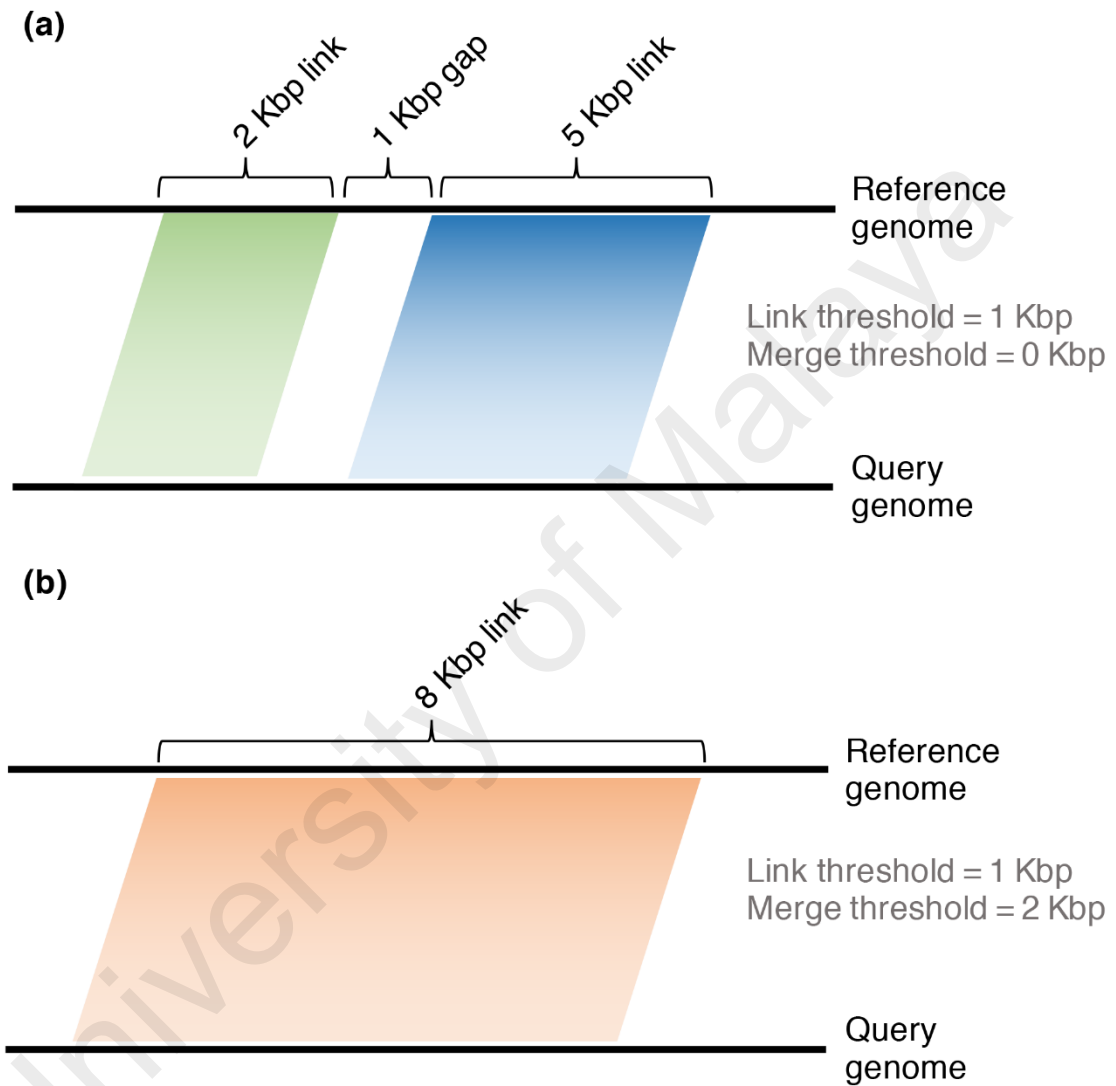 (a)
2 Kbp link
1 Kbp gap
5 Kbp link
Reference
genome
Link threshold = 1 Kbp
Merge threshold = 0 Kbp
Query
genome
(b)
8 Kbp link
Reference
genome
Link threshold = 1 Kbp
Merge threshold = 2 Kbp
Query
genome
University of Malaya